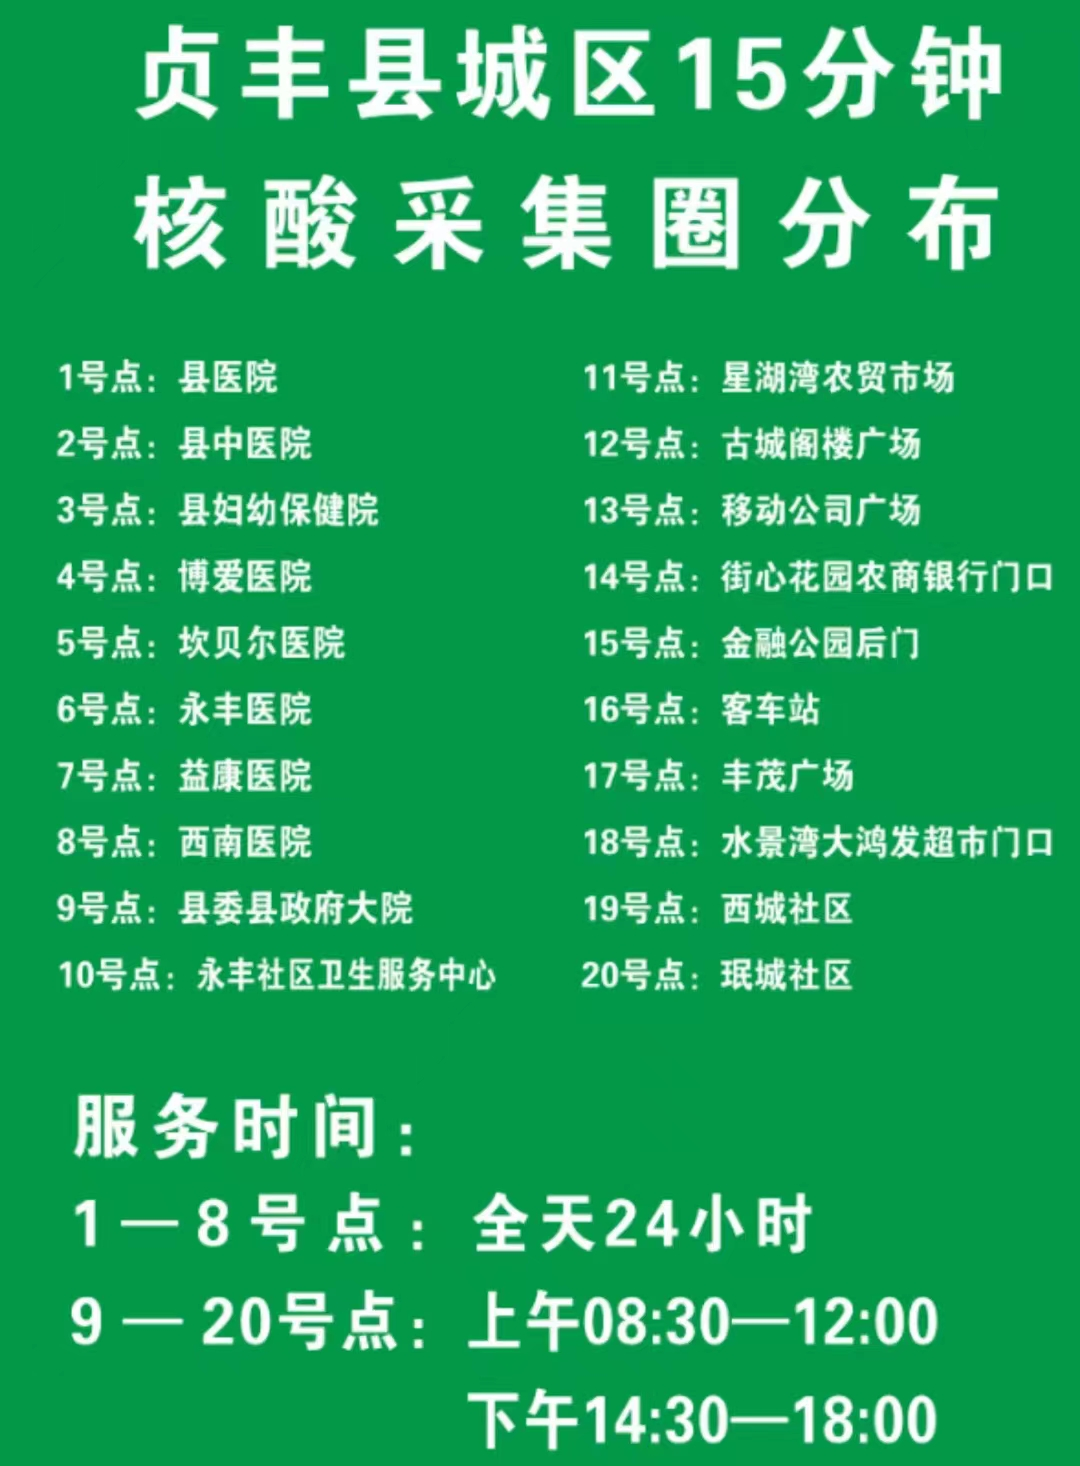 贞丰县城区15分钟
核酸采集圈分布
1号点：县医院
2号点：县中医院
3号点：县妇幼保健院
4号点：博爱医院
5号点：坎贝尔医院
6号点：永丰医院
7号点：益康医院
8号点：西南医院
9号点：县委县政府大院
10号点：永丰社区卫生服务中心
11号点：星湖湾农贸市场
12号点：古城阁楼广场
13号点：移动公司广场
14号点：街心花园农商银行门口
15号点：金融公园后门
16号点：客车站
17号点：丰茂广场
18号点：水景湾大鸿发超市门口
19号点：西城社区
20号点：珉城社区
服务时间：
1—8号点：全天24小时
9—20号点：上午08:30—12:00
下午14:30—18:00